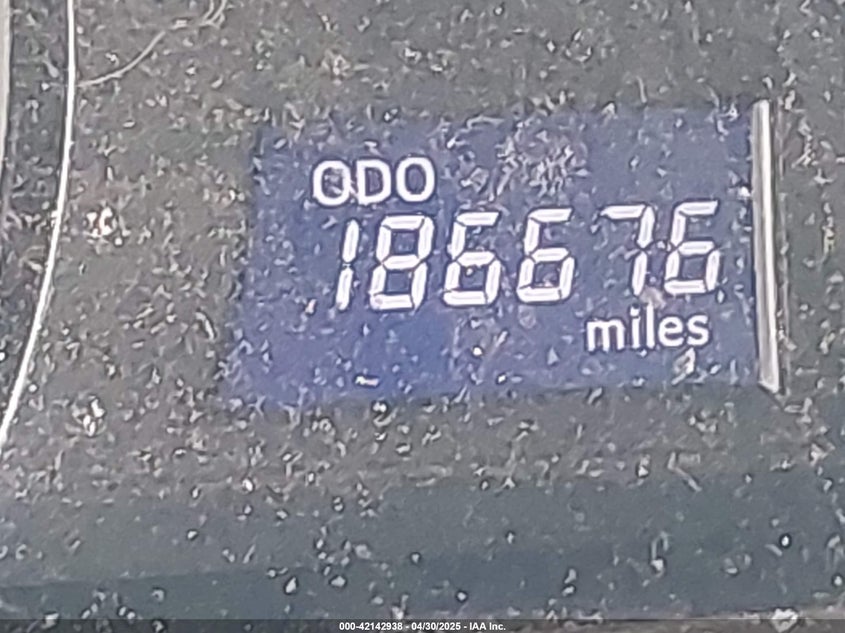 ODO
186676
miles
000-42142938 - 04/30/2025 - IAA Inc.